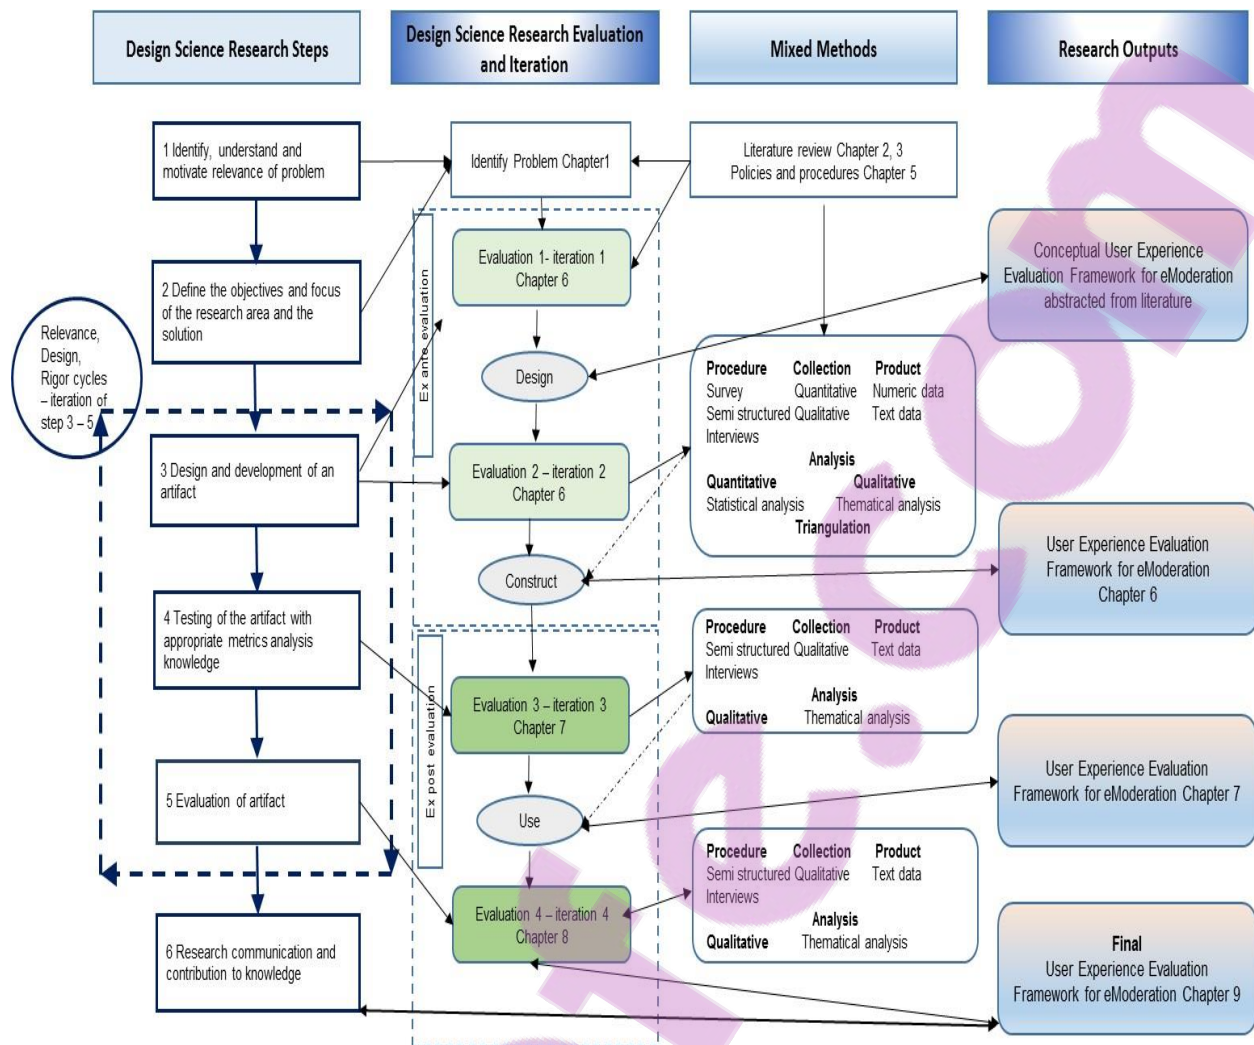 Design Science Research Steps
Design Science Research Evaluation
and Iteration
Mixed Methods
Research Outputs
1 Identify, understand and
motivate relevance of problem
2 Define the objectives and focus
of the research area and the
solution
Relevance,
Design,
Rigor cycles
– iteration of
step 3 – 5
3 Design and development of an
artifact
4 Testing of the artifact with
appropriate metrics analysis
knowledge
5 Evaluation of artifact
6 Research communication and
contribution to knowledge
Identify Problem Chapter1
Ex ante evaluation
Evaluation 1- iteration 1
Chapter 6
Design
Evaluation 2 – iteration 2
Chapter 6
Construct
Ex post evaluation
Evaluation 3 – iteration 3
Chapter 7
Use
Evaluation 4 – iteration 4
Chapter 8
Literature review Chapter 2, 3
Policies and procedures Chapter 5
Procedure Collection Product
Survey Quantitative Numeric data
Semi structured Qualitative Text data
Interviews
Analysis
Quantitative Qualitative
Statistical analysis Thematical analysis
Triangulation
Procedure Collection Product
Semi structured Qualitative Text data
Interviews
Analysis
Qualitative Thematical analysis
Procedure Collection Product
Semi structured Qualitative Text data
Interviews
Analysis
Qualitative Thematical analysis
Conceptual User Experience
Evaluation Framework for eModeration
abstracted from literature
User Experience Evaluation
Framework for eModeration
Chapter 6
User Experience Evaluation
Framework for eModeration Chapter 7
Final
User Experience Evaluation
Framework for eModeration Chapter 9
fe.com